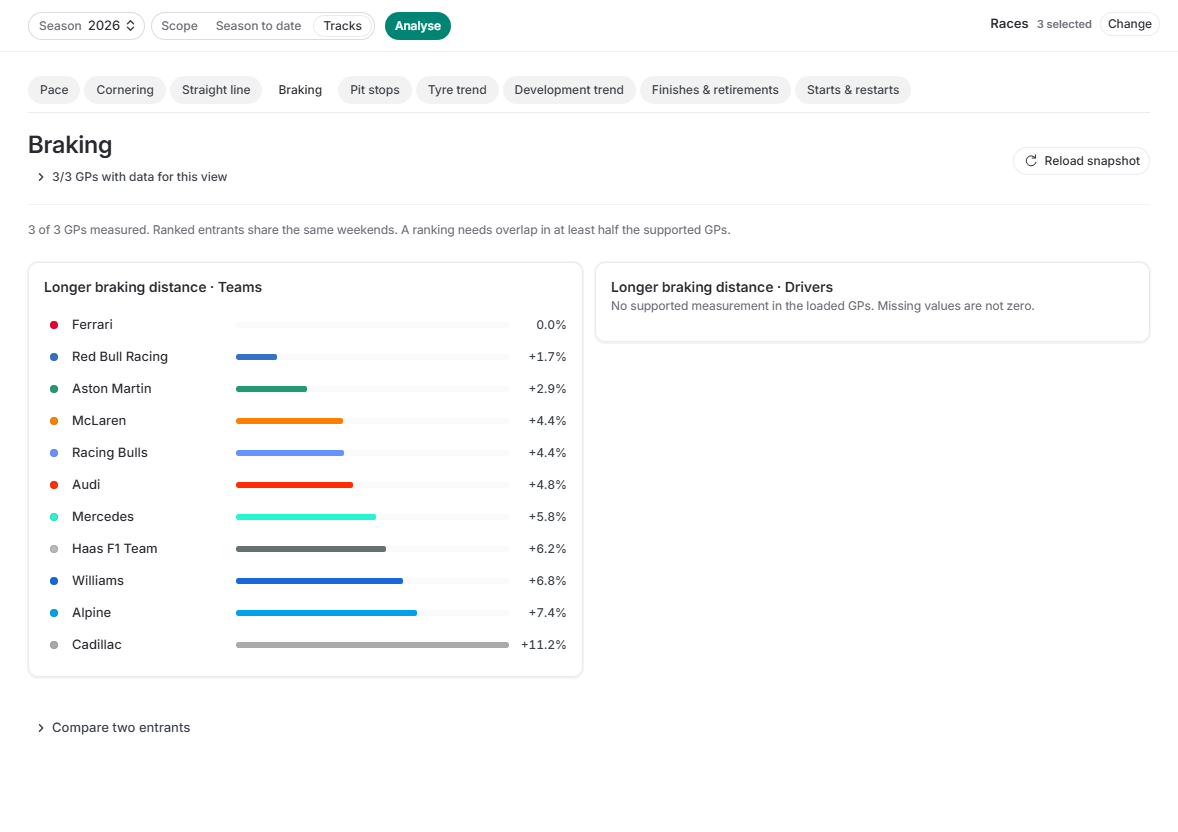 Season 2026 Scope Season to date Tracks Analyse Races 3 selected Change
Pace Cornering Straight line Braking Pit stops Tyre trend Development trend Finishes & retirements Starts & restarts
Braking
3/3 GPs with data for this view
Reload snapshot
3 of 3 GPs measured. Ranked entrants share the same weekends. A ranking needs overlap in at least half the supported GPs.
Longer braking distance · Teams
Ferrari 0.0%
Red Bull Racing +1.7%
Aston Martin +2.9%
McLaren +4.4%
Racing Bulls +4.4%
Audi +4.8%
Mercedes +5.8%
Haas F1 Team +6.2%
Williams +6.8%
Alpine +7.4%
Cadillac +11.2%
Longer braking distance · Drivers
No supported measurement in the loaded GPs. Missing values are not zero.
Compare two entrants